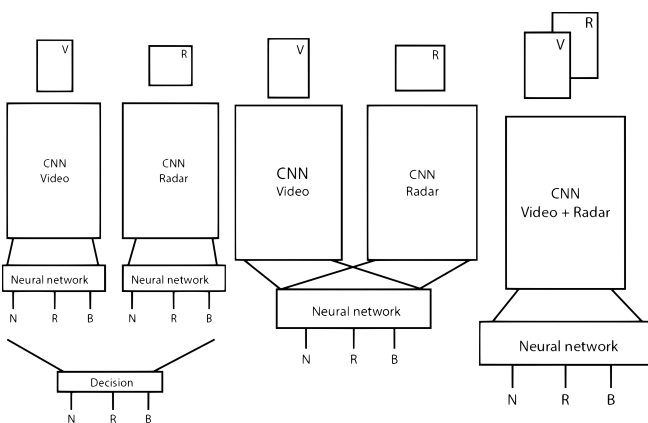 V
R
CNN
Video
CNN
Radar
Neural network
Neural network
N R B
N R B
Decision
N R B
V
R
CNN
Video
CNN
Radar
Neural network
N R B
R
V
CNN
Video + Radar
Neural network
N R B